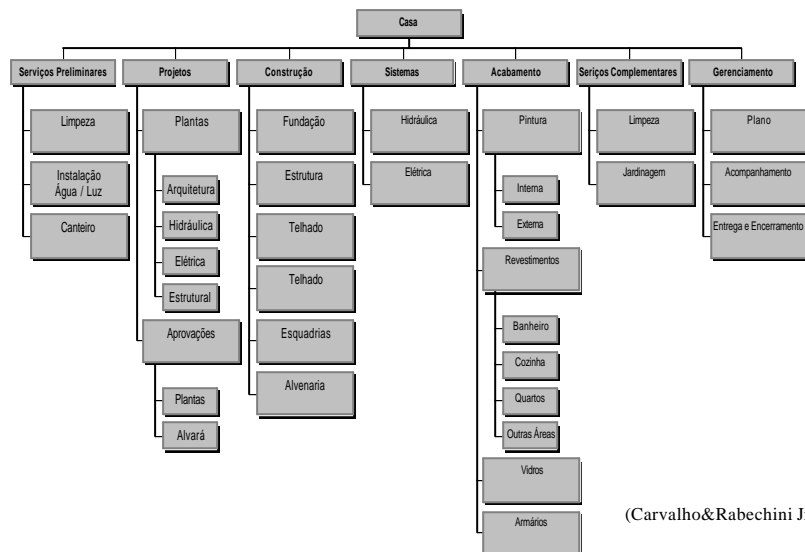 Casa
Serviços Preliminares
Projetos
Construção
Sistemas
Acabamento
Seriços Complementares
Gerenciamento
Limpeza
Instalação
Água / Luz
Canteiro
Plantas
Arquitetura
Hidráulica
Elétrica
Estrutural
Aprovações
Plantas
Alvará
Fundação
Estrutura
Telhado
Telhado
Esquadrias
Alvenaria
Hidráulica
Elétrica
Pintura
Interna
Externa
Revestimentos
Banheiro
Cozinha
Quartos
Outras Áreas
Vidros
Armários
Limpeza
Jardinagem
Plano
Acompanhamento
Entrega e Encerramento
(Carvalho&Rabechini Jr